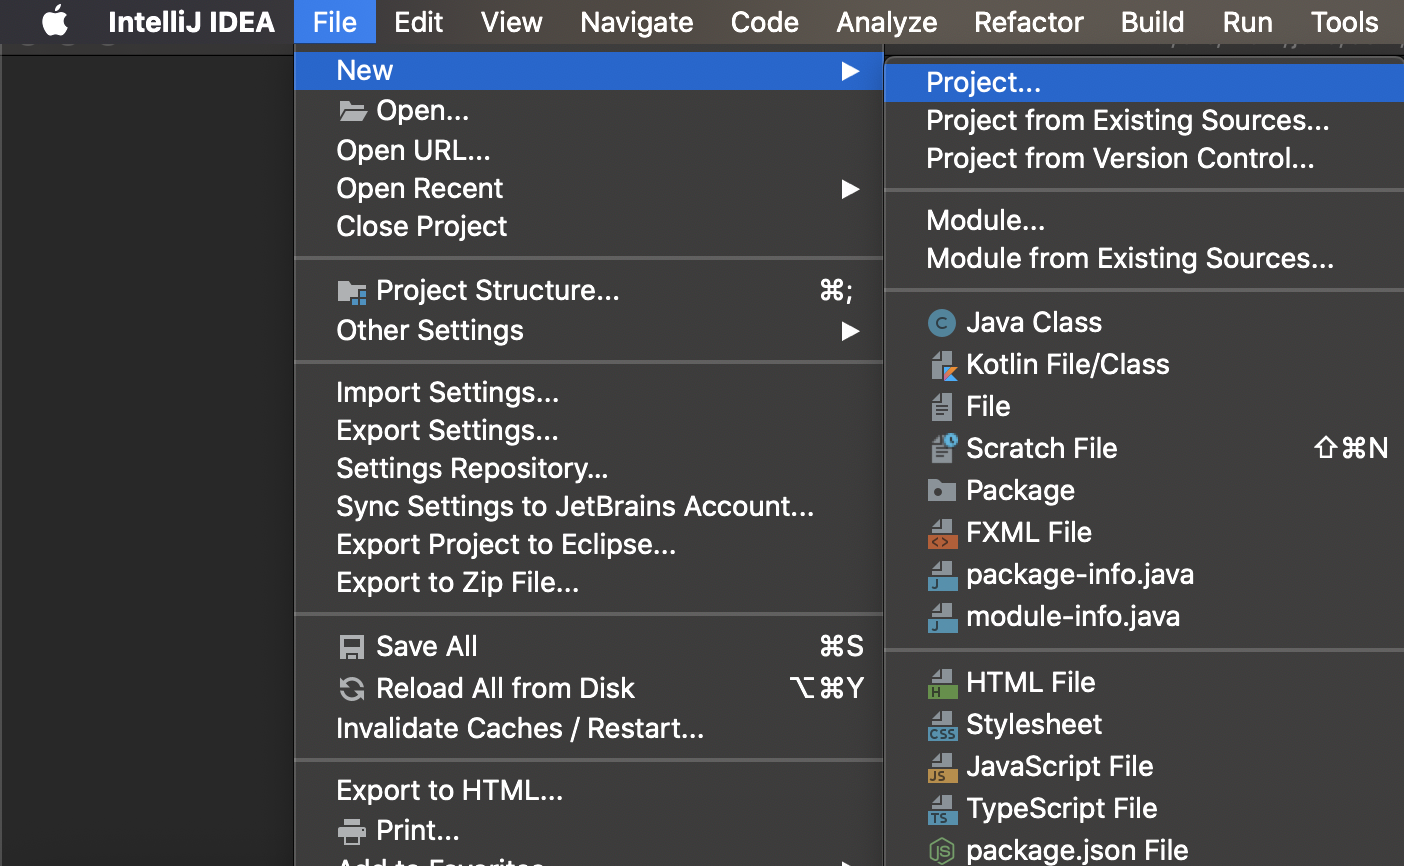 IntelliJ IDEA File Edit View Navigate Code Analyze Refactor Build Run Tools
New
Open...
Open URL...
Open Recent
Close Project
Project Structure... ⌘;
Other Settings
Import Settings...
Export Settings...
Settings Repository...
Sync Settings to JetBrains Account...
Export Project to Eclipse...
Export to Zip File...
Save All ⌘S
Reload All from Disk ⌥⌘Y
Invalidate Caches / Restart...
Export to HTML...
Print...
Add to Favorites
Project...
Project from Existing Sources...
Project from Version Control...
Module...
Module from Existing Sources...
C Java Class
Kotlin File/Class
File
Scratch File ⇧⌘N
Package
<> FXML File
J package-info.java
J module-info.java
H HTML File
CSS Stylesheet
JS JavaScript File
TS TypeScript File
JS package.json File